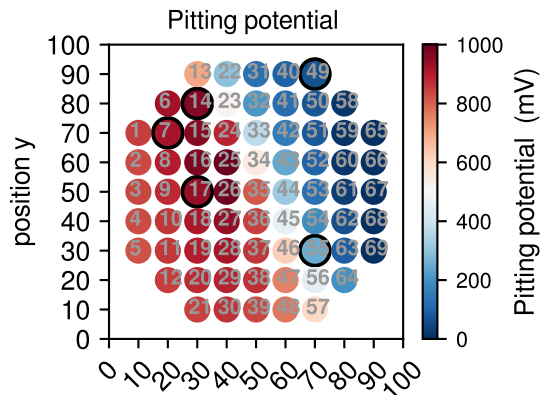 Pitting potential
100
90
80
70
60
50
40
30
20
10
0
position y
0 10 20 30 40 50 60 70 80 90 100
13 22 31 40 49
6 14 23 32 41 50 58
1 7 15 24 33 42 51 59 65
2 8 16 25 34 43 52 60 66
3 9 17 26 35 44 53 61 67
4 10 18 27 36 45 54 62 68
5 11 19 28 37 46 55 63 69
12 20 29 38 47 56 64
21 30 39 48 57
1000
800
600
400
200
0
Pitting potential (mV)